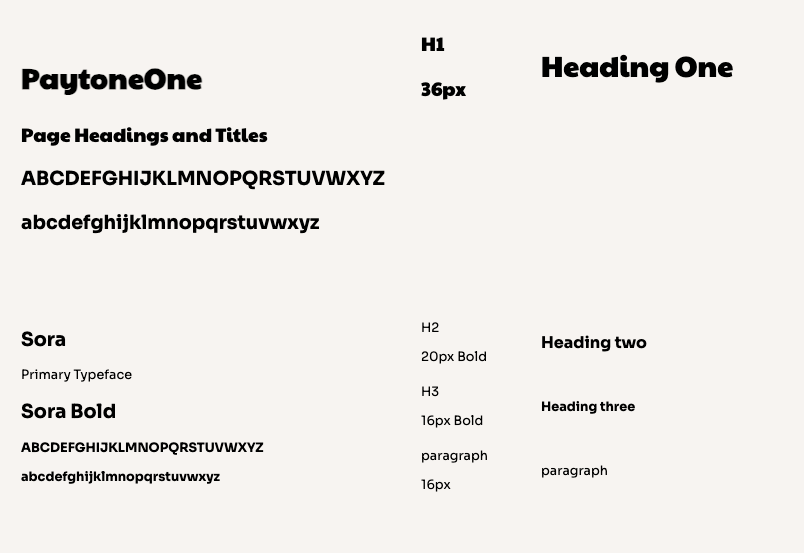 PaytoneOne
Page Headings and Titles
ABCDEFGHIJKLMNOPQRSTUVWXYZ
abcdefghijklmnopqrstuvwxyz
H1
36px
Heading One
Sora
Primary Typeface
Sora Bold
ABCDEFGHIJKLMNOPQRSTUVWXYZ
abcdefghijklmnopqrstuvwxyz
H2
20px Bold
Heading two
H3
16px Bold
Heading three
paragraph
16px
paragraph